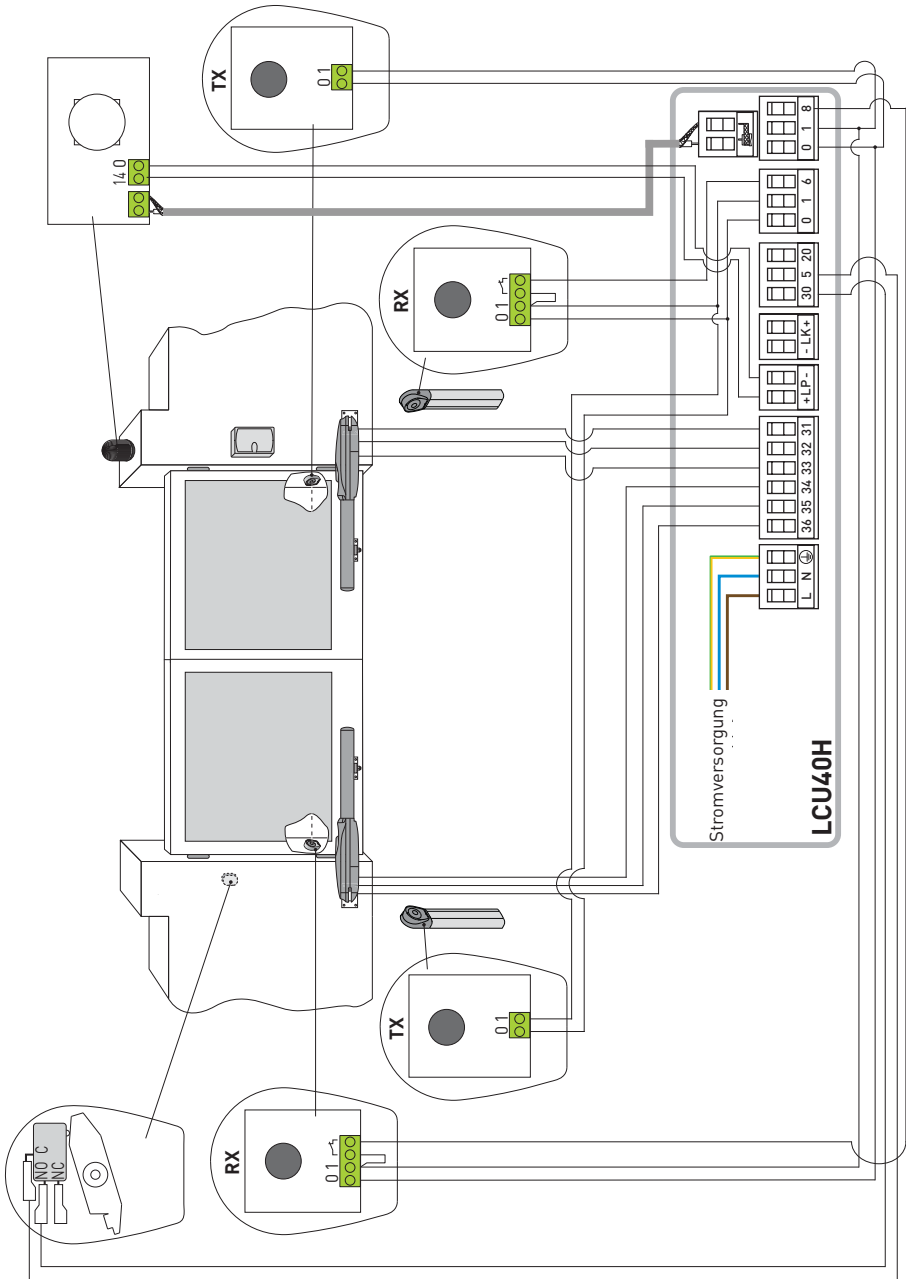 TX
0 1
14 0
RX
0 1
TX
0 1
RX
0 1
NO C
NC
0 1 8
0 1 6
30 5 20
- LK+
+LP-
36 35 34 33 32 31
L N
Stromversorgung
LCU40H